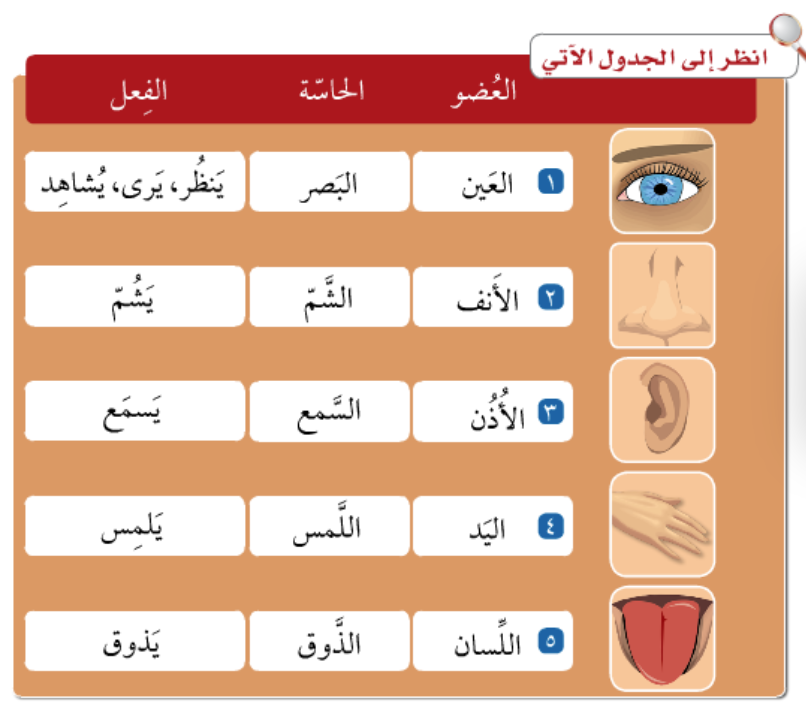 انظر إلى الجدول الآتي
العُضو الحاسّة الفِعل
١ العَين البَصر يَنظُر، يَرى، يُشاهِد
٢ الأَنف الشَّمّ يَشُمّ
٣ الأُذُن السَّمع يَسمَع
٤ اليَد اللَّمس يَلمِس
٥ اللِّسان الذَّوق يَذوق